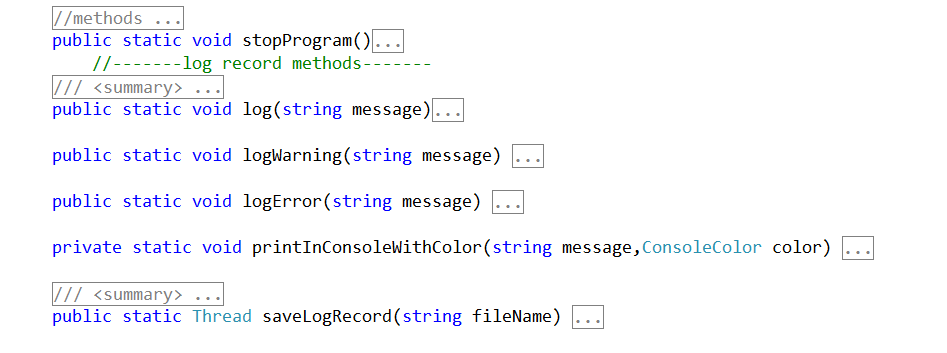 //methods ...
public static void stopProgram()...
//-------log record methods-------
/// <summary> ...
public static void log(string message)...
public static void logWarning(string message) ...
public static void logError(string message) ...
private static void printInConsoleWithColor(string message,ConsoleColor color) ...
/// <summary> ...
public static Thread saveLogRecord(string fileName) ...